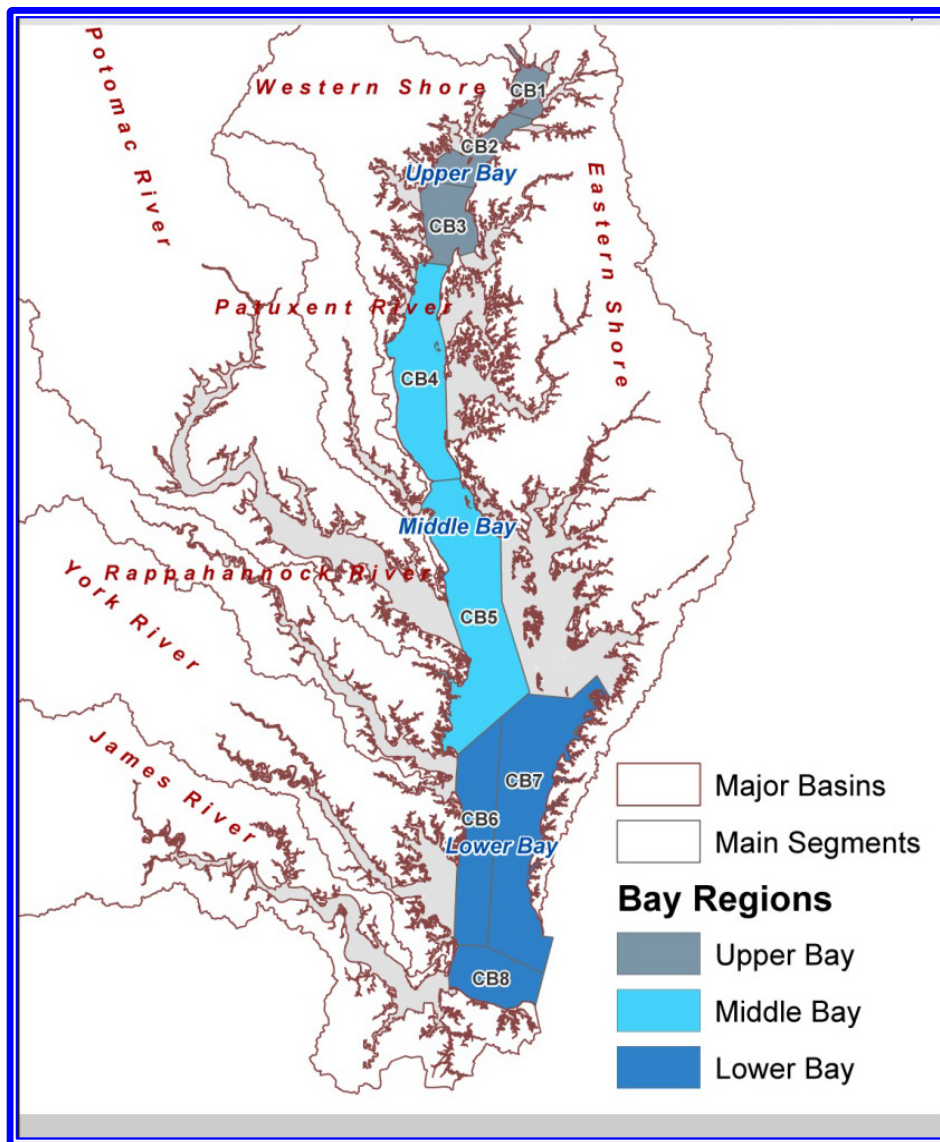 Potomac River
Western Shore
CB1
CB2
Upper Bay
Eastern Shore
CB3
Patuxent River
CB4
Middle Bay
Rappahannock River
York River
CB5
James River
CB7
CB6
Lower Bay
CB8
Major Basins
Main Segments
Bay Regions
Upper Bay
Middle Bay
Lower Bay